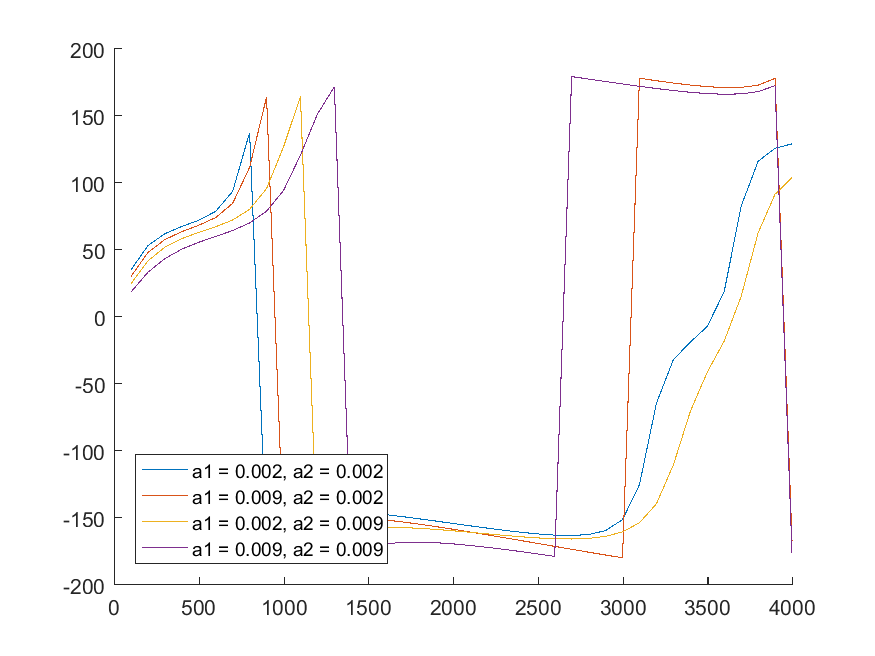 200
150
100
50
0
-50
-100
-150
-200
a1 = 0.002, a2 = 0.002
a1 = 0.009, a2 = 0.002
a1 = 0.002, a2 = 0.009
a1 = 0.009, a2 = 0.009
0 500 1000 1500 2000 2500 3000 3500 4000